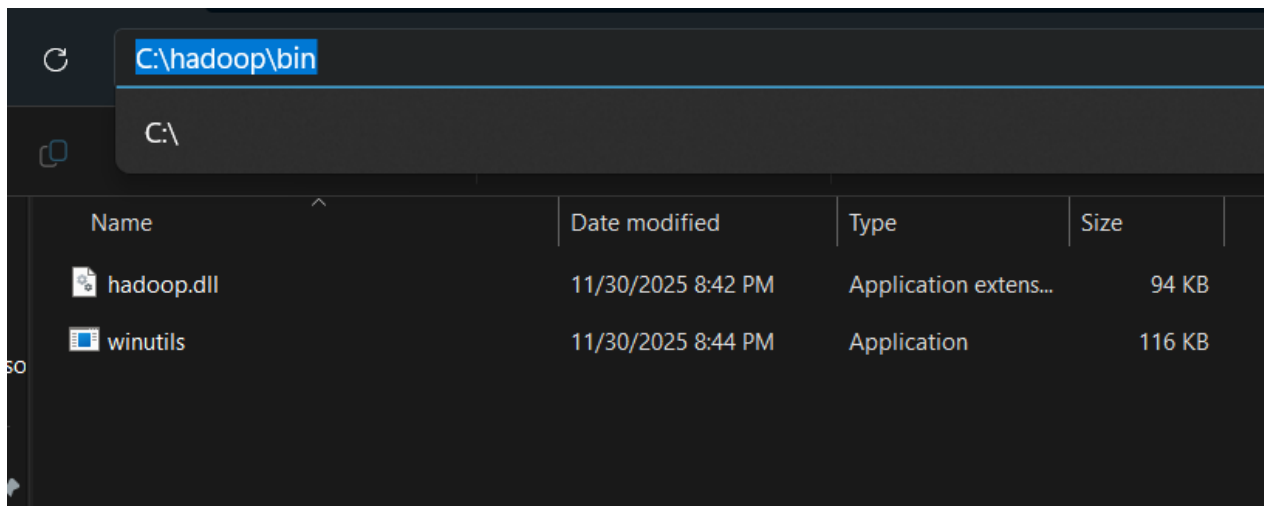 C:\hadoop\bin
C:\
Name Date modified Type Size
hadoop.dll 11/30/2025 8:42 PM Application extens... 94 KB
winutils 11/30/2025 8:44 PM Application 116 KB
so